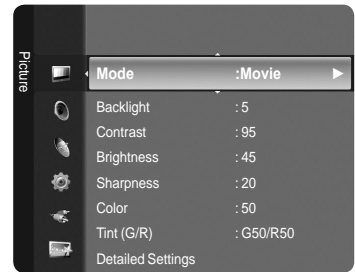 Picture
Mode :Movie
Backlight : 5
Contrast : 95
Brightness : 45
Sharpness : 20
Color : 50
Tint (G/R) : G50/R50
Detailed Settings